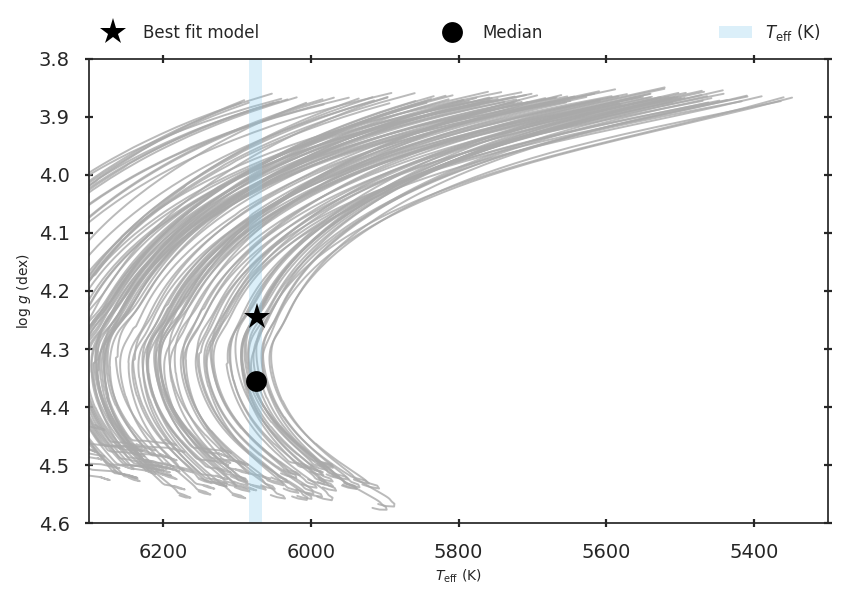 Best fit model Median T_eff (K)
3.8
3.9
4.0
4.1
4.2
4.3
4.4
4.5
4.6
log g (dex)
6200 6000 5800 5600 5400
T_eff (K)